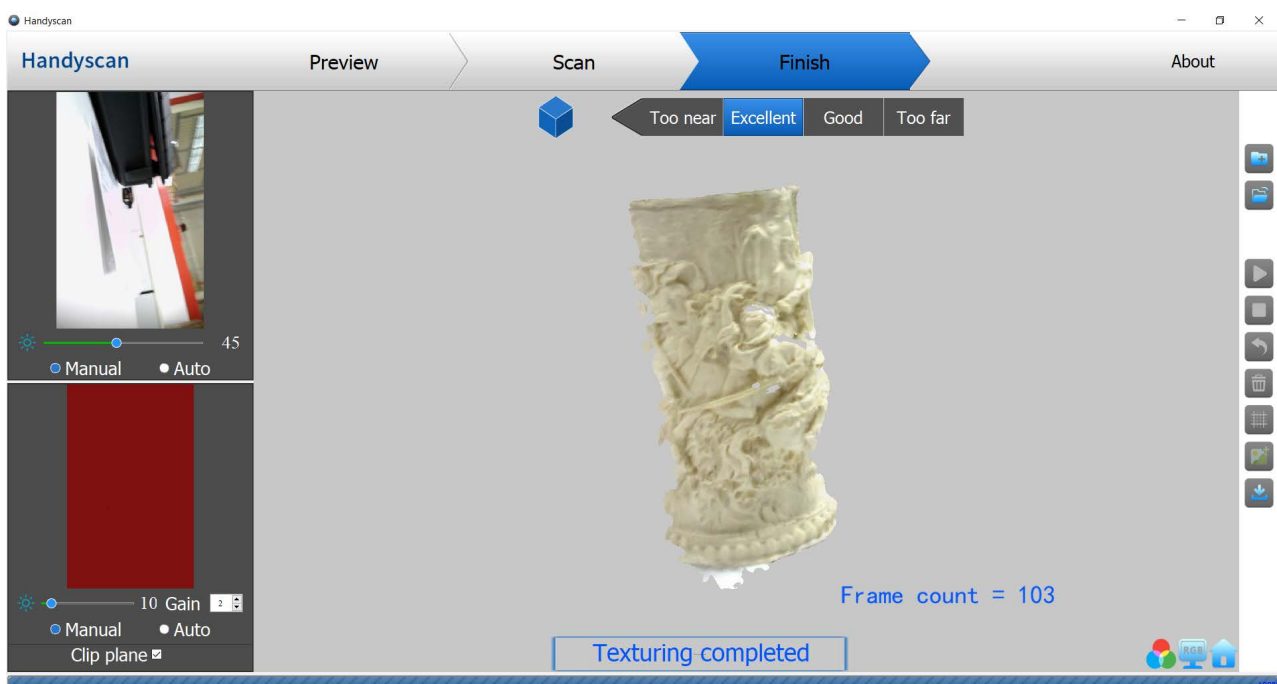 Handyscan
Handyscan
Preview
Scan
Finish
About
Too near
Excellent
Good
Too far
45
Manual
Auto
10 Gain 2
Manual
Auto
Clip plane
Frame count = 103
Texturing completed
RGB